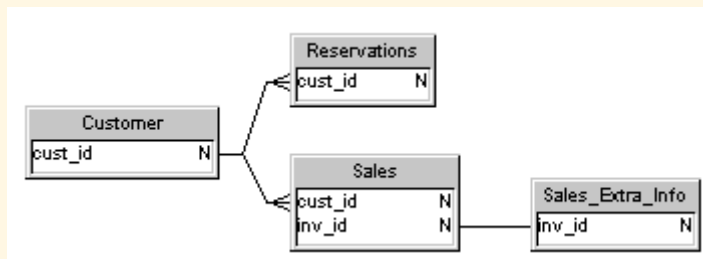 Reservations
cust_id N
Customer
cust_id N
Sales
cust_id N
inv_id N
Sales_Extra_Info
inv_id N